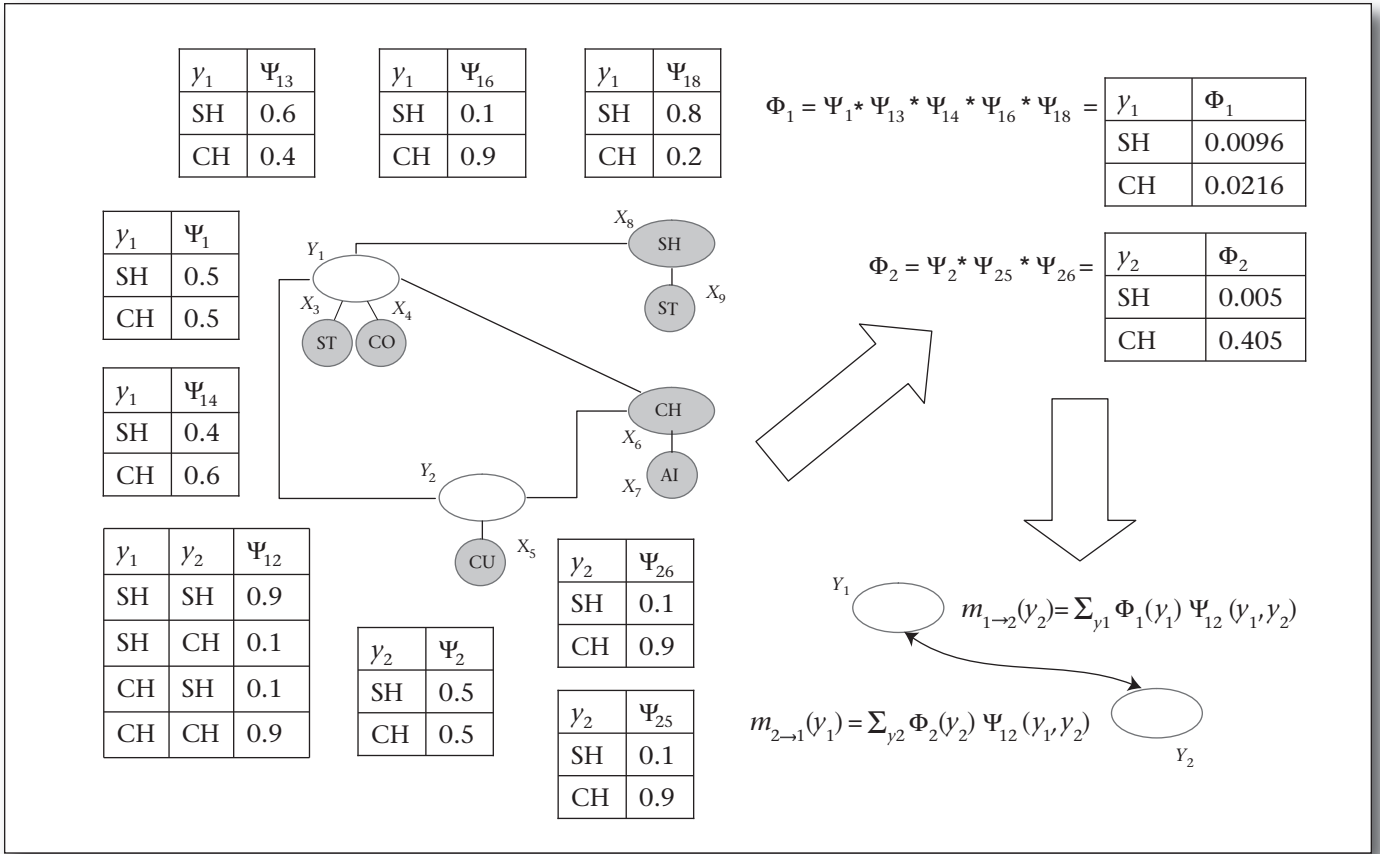 y₁ Ψ₁₃
SH 0.6
CH 0.4
y₁ Ψ₁₆
SH 0.1
CH 0.9
y₁ Ψ₁₈
SH 0.8
CH 0.2
Φ₁ = Ψ₁* Ψ₁₃ * Ψ₁₄ * Ψ₁₆ * Ψ₁₈ =
y₁ Φ₁
SH 0.0096
CH 0.0216
y₁ Ψ₁
SH 0.5
CH 0.5
Y₁
X₃
X₄
ST
CO
X₈
SH
X₉
ST
Φ₂ = Ψ₂* Ψ₂₅ * Ψ₂₆ =
y₂ Φ₂
SH 0.005
CH 0.405
y₁ Ψ₁₄
SH 0.4
CH 0.6
CH
X₆
X₇
AI
Y₂
X₅
CU
y₁ y₂ Ψ₁₂
SH SH 0.9
SH CH 0.1
CH SH 0.1
CH CH 0.9
y₂ Ψ₂
SH 0.5
CH 0.5
y₂ Ψ₂₆
SH 0.1
CH 0.9
y₂ Ψ₂₅
SH 0.1
CH 0.9
Y₁
m₁→₂(y₂)= Σy1 Φ₁(y₁) Ψ₁₂ (y₁,y₂)
m₂→₁(y₁) = Σy2 Φ₂(y₂) Ψ₁₂ (y₁,y₂)
Y₂